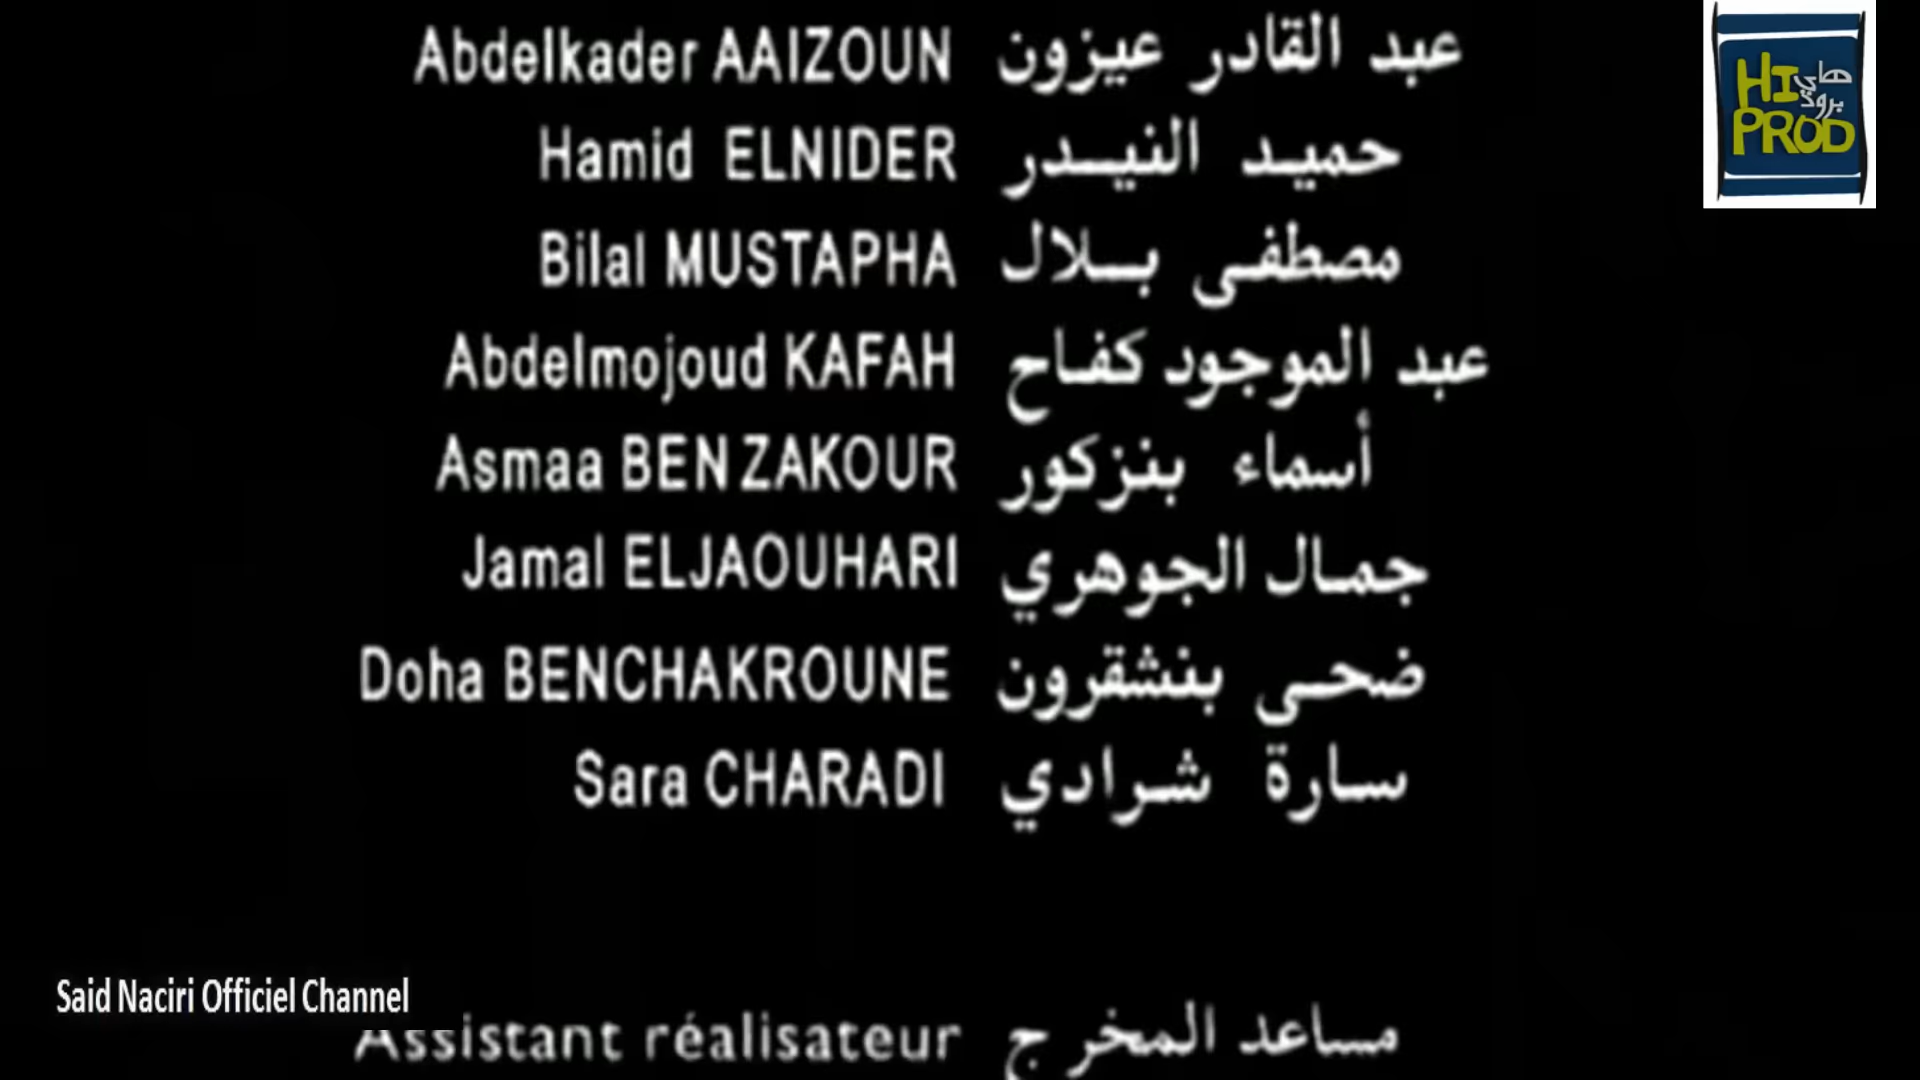 Abdelkader AAIZOUN عبد القادر عيزون
Hamid ELNIDER حميد النيدر
Bilal MUSTAPHA مصطفى بلال
Abdelmojoud KAFAH عبد الموجود كفاح
Asmaa BENZAKOUR أسماء بنزكور
Jamal ELJAOUHARI جمال الجوهري
Doha BENCHAKROUNE ضحى بنشقرون
Sara CHARADI سارة شرادي
Assistant réalisateur مساعد المخرج
HI هاي
PROD برود
Said Naciri Officiel Channel